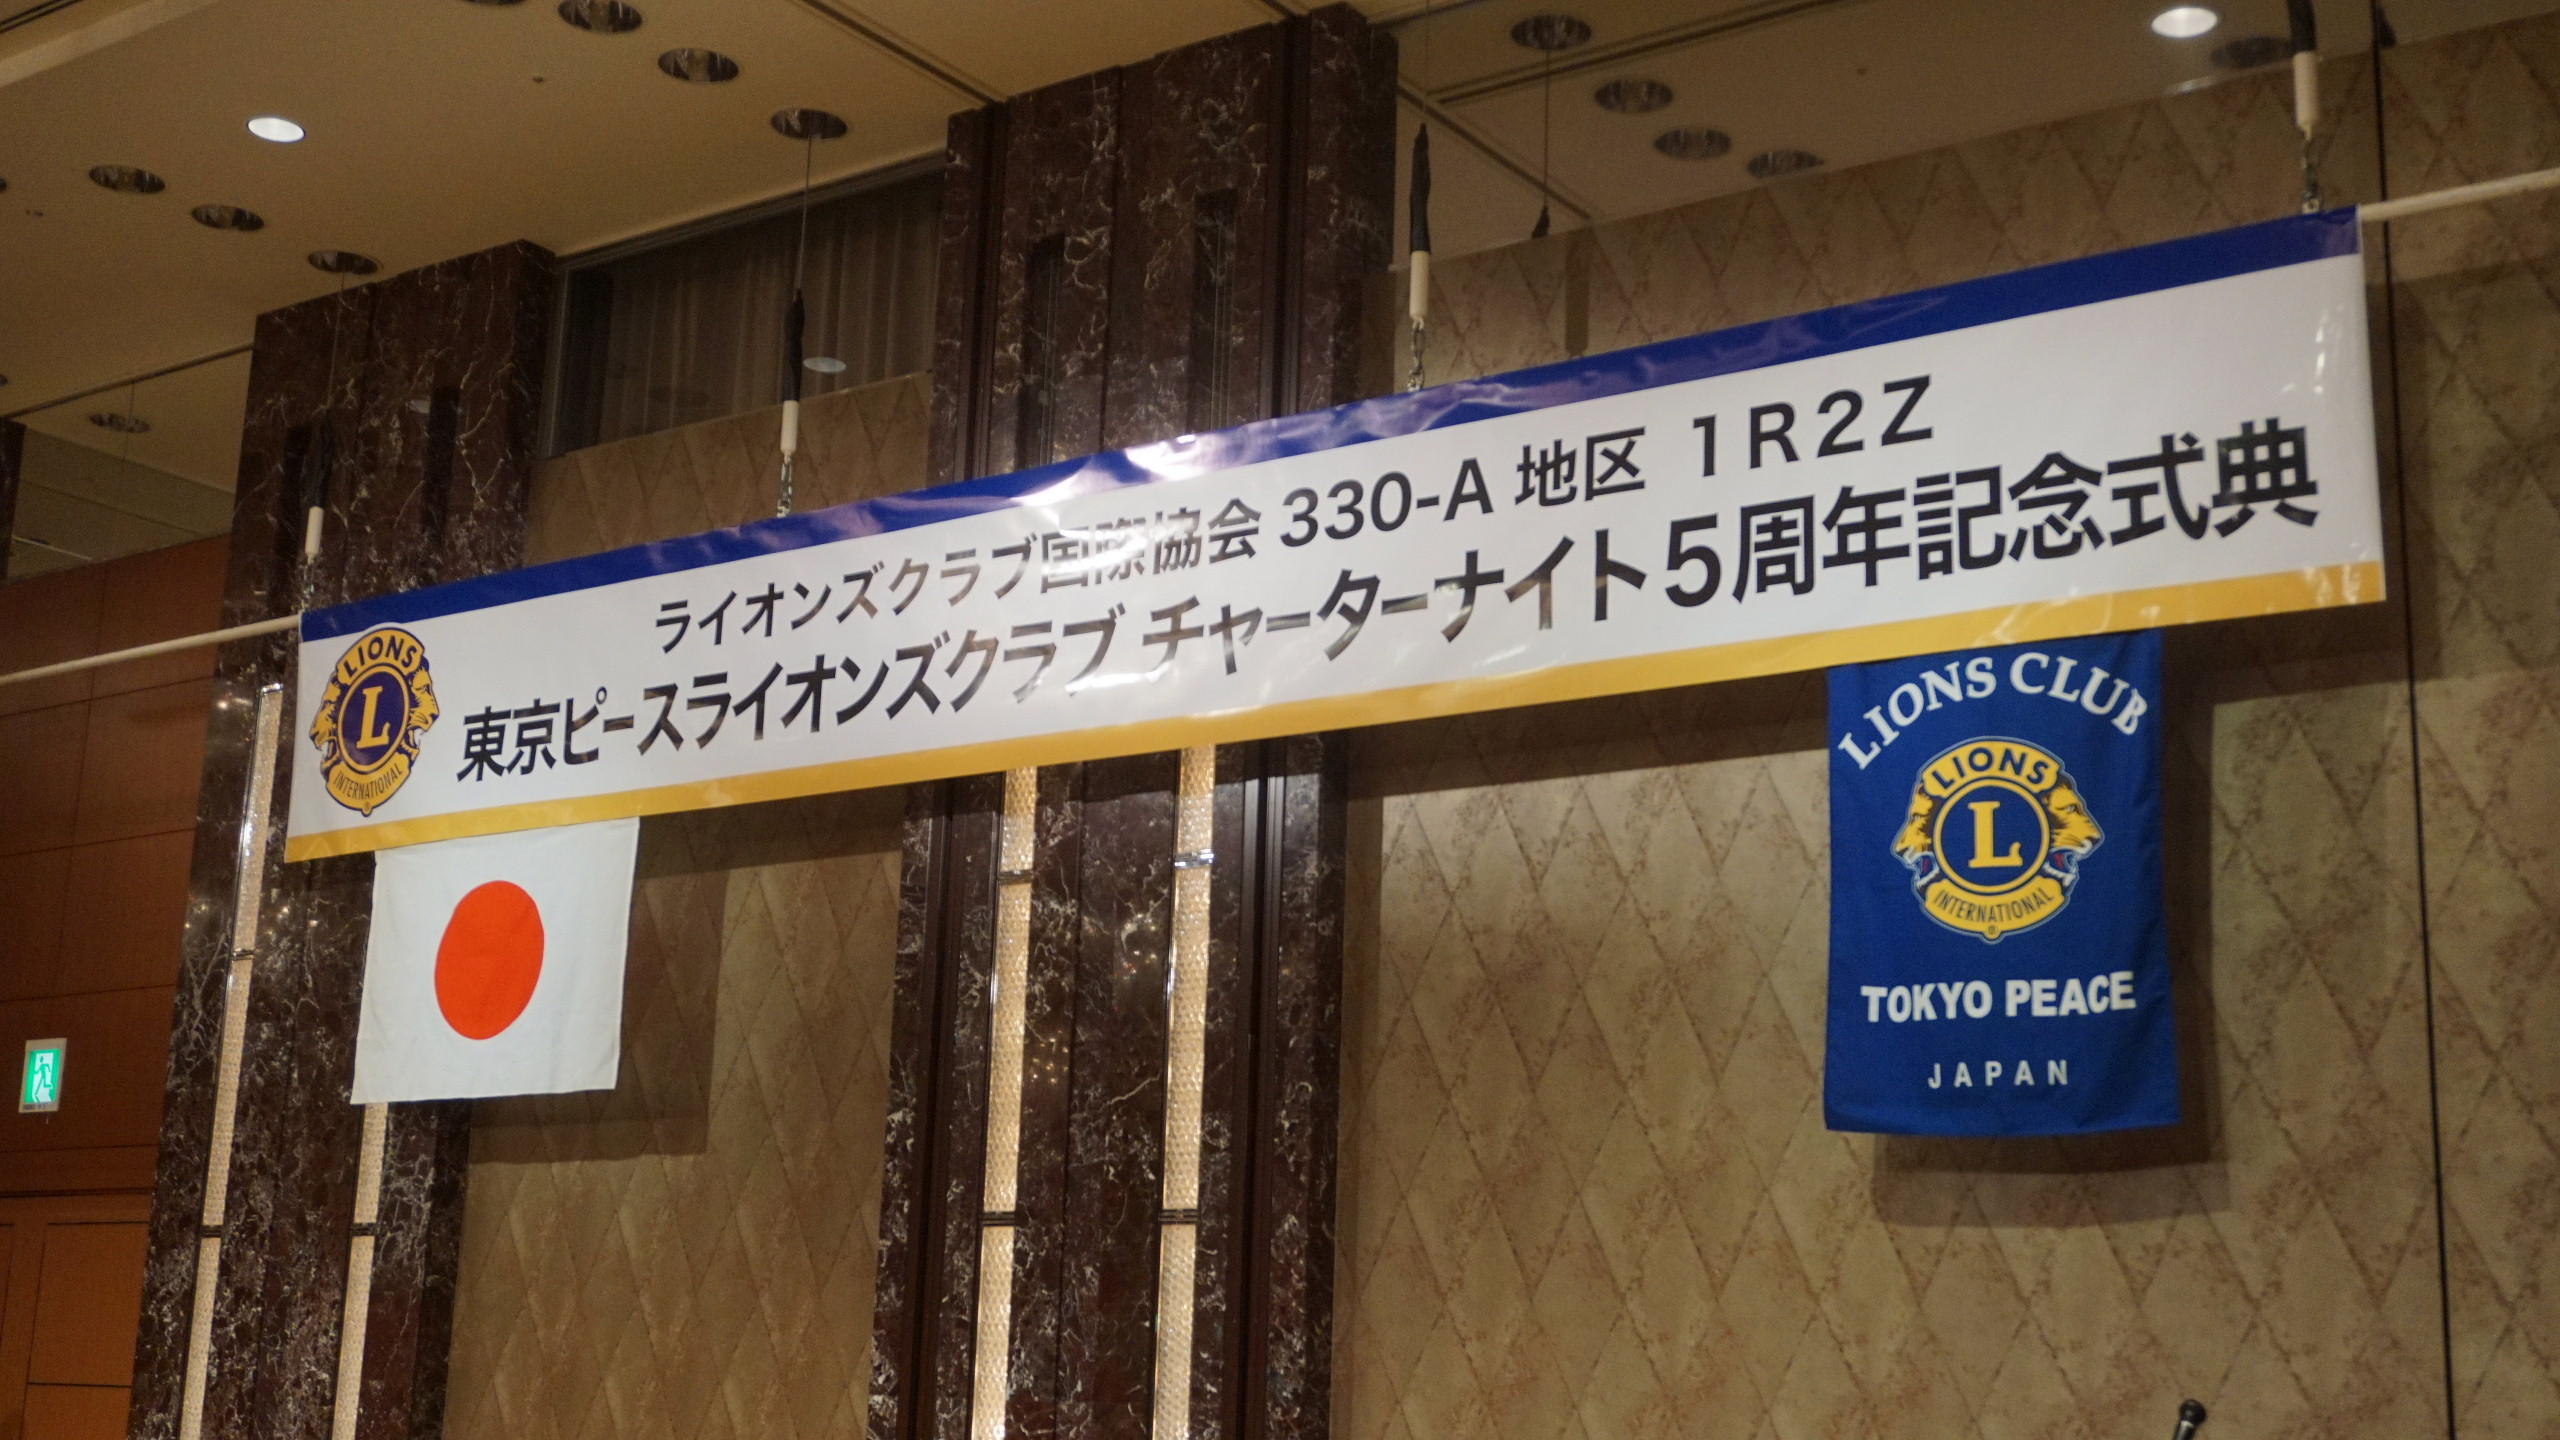 ライオンズクラブ国際協会 330-A 地区 1R2Z
東京ピースライオンズクラブ チャーターナイト5周年記念式典
LIONS
L
INTERNATIONAL
LIONS CLUB
LIONS
L
INTERNATIONAL
TOKYO PEACE
JAPAN